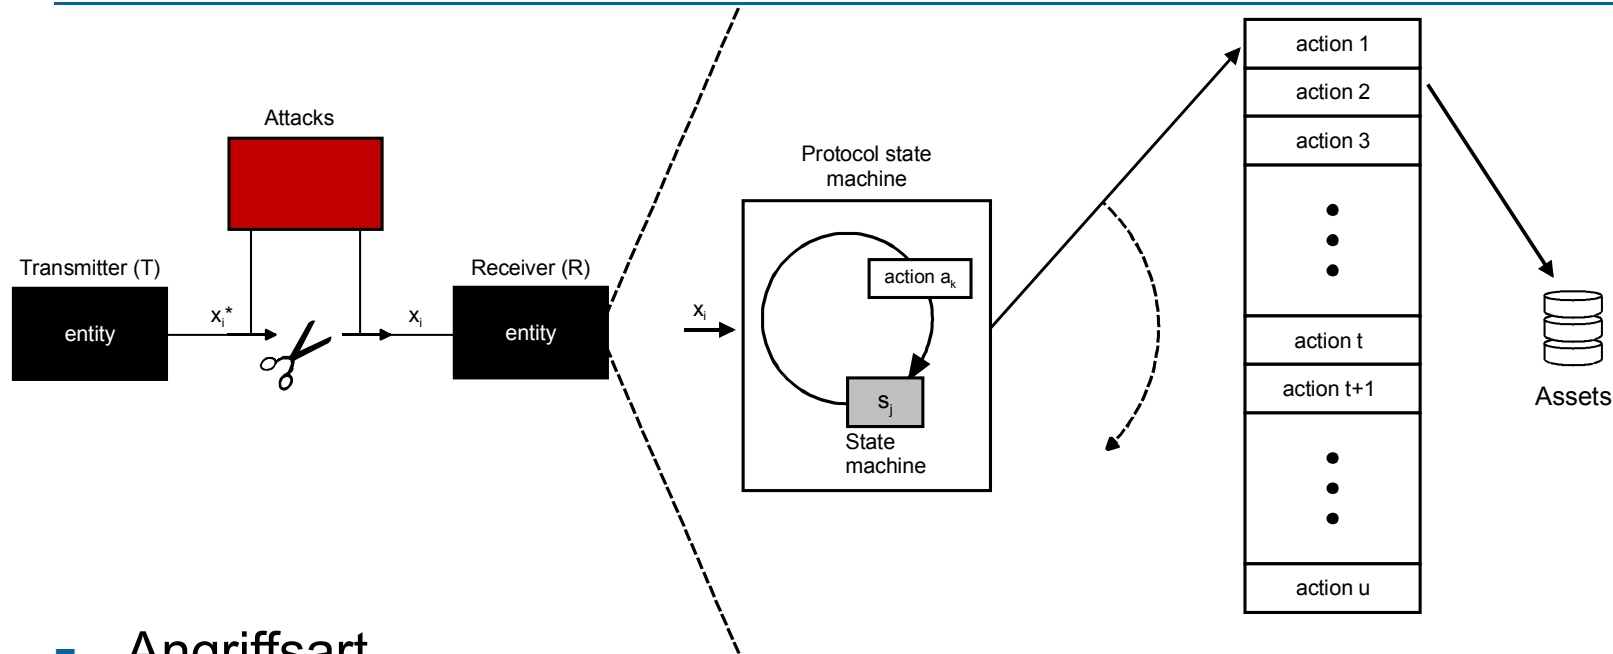 Attacks
Transmitter (T)
entity
xᵢ*
xᵢ
Receiver (R)
entity
xᵢ
Protocol state
machine
action aₖ
sⱼ
State
machine
action 1
action 2
action 3
action t
action t+1
action u
Assets
Angriffsart